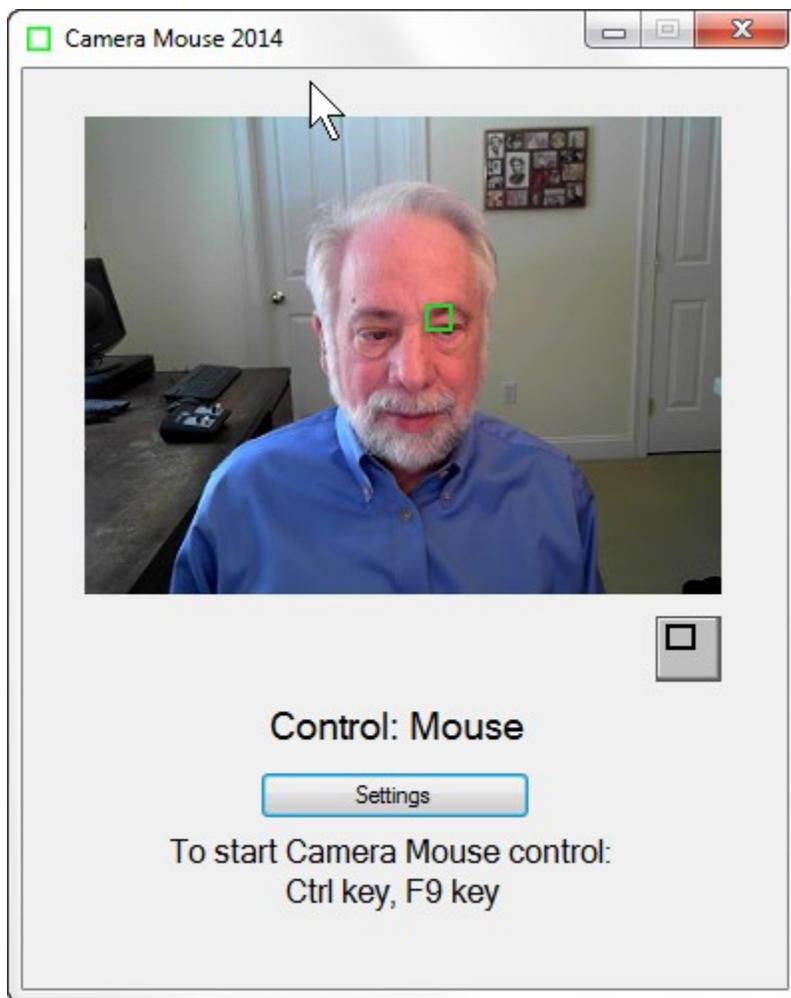 Camera Mouse 2014
Control: Mouse
Settings
To start Camera Mouse control:
Ctrl key, F9 key